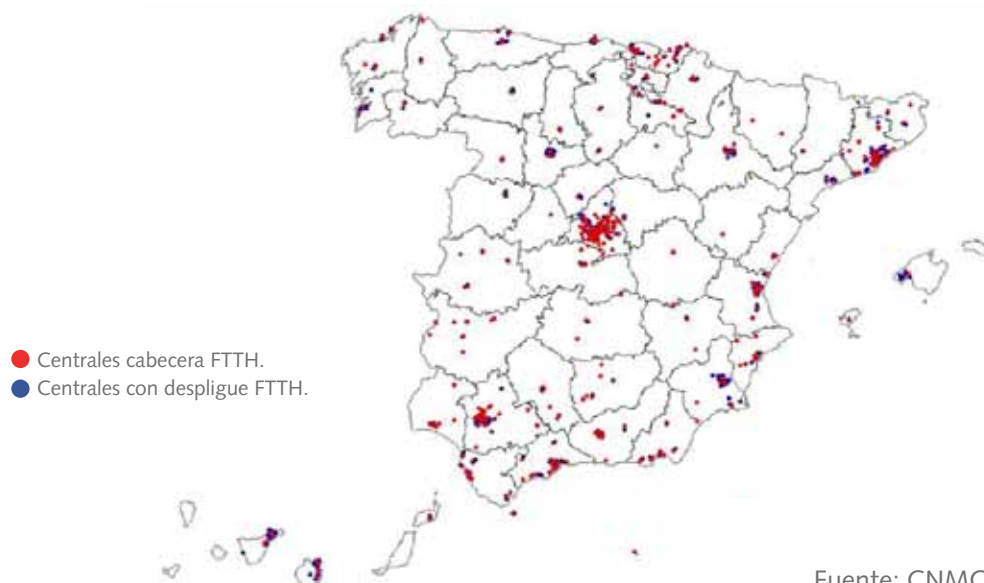 Centrales cabecera FTTH.
Centrales con despligue FTTH.
Fuente: CNMC